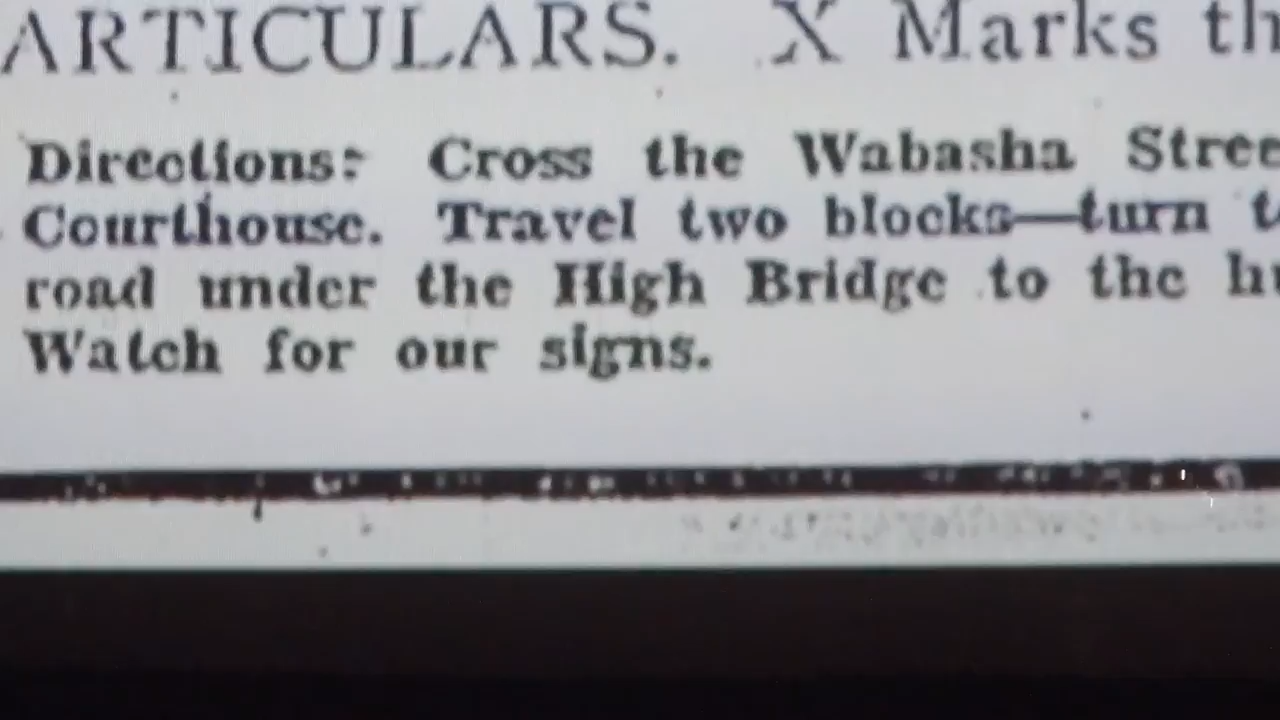 ARTICULARS. X Marks th
Directions: Cross the Wabasha Stree
Courthouse. Travel two blocks—turn t
road under the High Bridge to the hu
Watch for our signs.